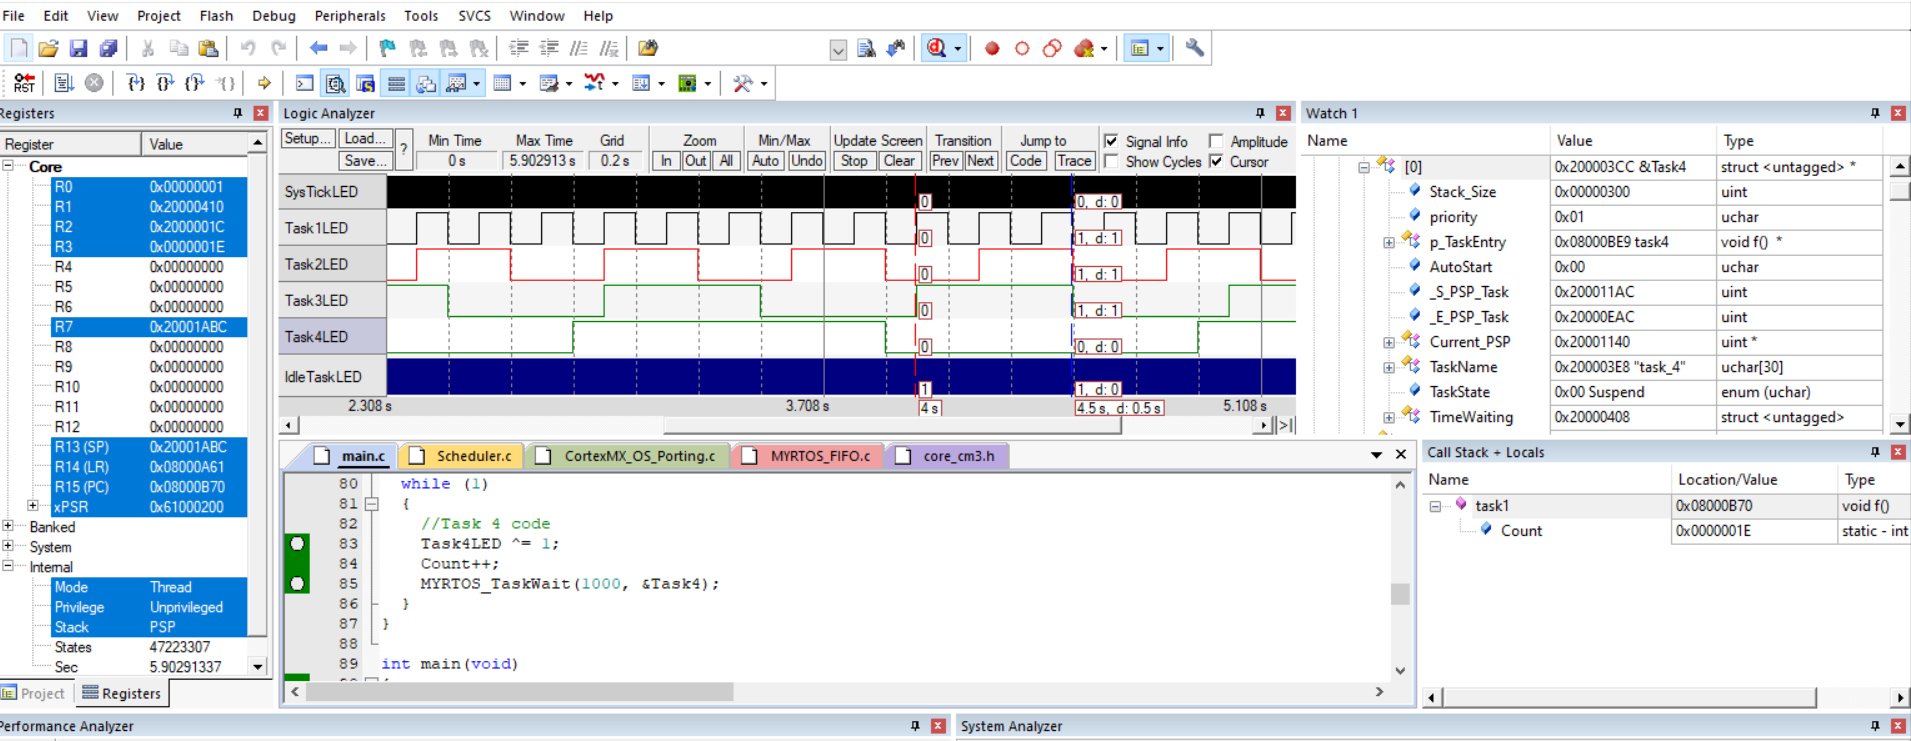 File Edit View Project Flash Debug Peripherals Tools SVCS Window Help
RST
Registers
Register Value
Core
R0 0x00000001
R1 0x20000410
R2 0x2000001C
R3 0x0000001E
R4 0x00000000
R5 0x00000000
R6 0x00000000
R7 0x20001ABC
R8 0x00000000
R9 0x00000000
R10 0x00000000
R11 0x00000000
R12 0x00000000
R13 (SP) 0x20001ABC
R14 (LR) 0x08000A61
R15 (PC) 0x08000B70
xPSR 0x61000200
Banked
System
Internal
Mode Thread
Privilege Unprivileged
Stack PSP
States 47223307
Sec 5.90291337
Project Registers
Logic Analyzer
Setup... Load... Save... ?
Min Time Max Time Grid Zoom Min/Max Update Screen Transition Jump to Signal Info Amplitude
0 s 5.902913 s 0.2 s In Out All Auto Undo Stop Clear Prev Next Code Trace Show Cycles Cursor
SysTickLED 0 0, d: 0
Task1LED 0 1, d: 1
Task2LED 0 1, d: 1
Task3LED 0 1, d: 1
Task4LED 0 0, d: 0
IdleTaskLED 1 1, d: 0
2.308 s 3.708 s 4 s 4.5 s, d: 0.5 s 5.108 s
main.c Scheduler.c CortexMX_OS_Porting.c MYRTOS_FIFO.c core_cm3.h
80 while (1)
81 {
82 //Task 4 code
83 Task4LED ^= 1;
84 Count++;
85 MYRTOS_TaskWait(1000, &Task4);
86 }
87 }
88
89 int main(void)
Watch 1
Name Value Type
[0] 0x200003CC &Task4 struct <untagged> *
Stack_Size 0x00000300 uint
priority 0x01 uchar
p_TaskEntry 0x08000BE9 task4 void f() *
AutoStart 0x00 uchar
_S_PSP_Task 0x200011AC uint
_E_PSP_Task 0x20000EAC uint
Current_PSP 0x20001140 uint *
TaskName 0x200003E8 "task_4" uchar[30]
TaskState 0x00 Suspend enum (uchar)
TimeWaiting 0x20000408 struct <untagged>
Call Stack + Locals
Name Location/Value Type
task1 0x08000B70 void f()
Count 0x0000001E static - int
Performance Analyzer
System Analyzer